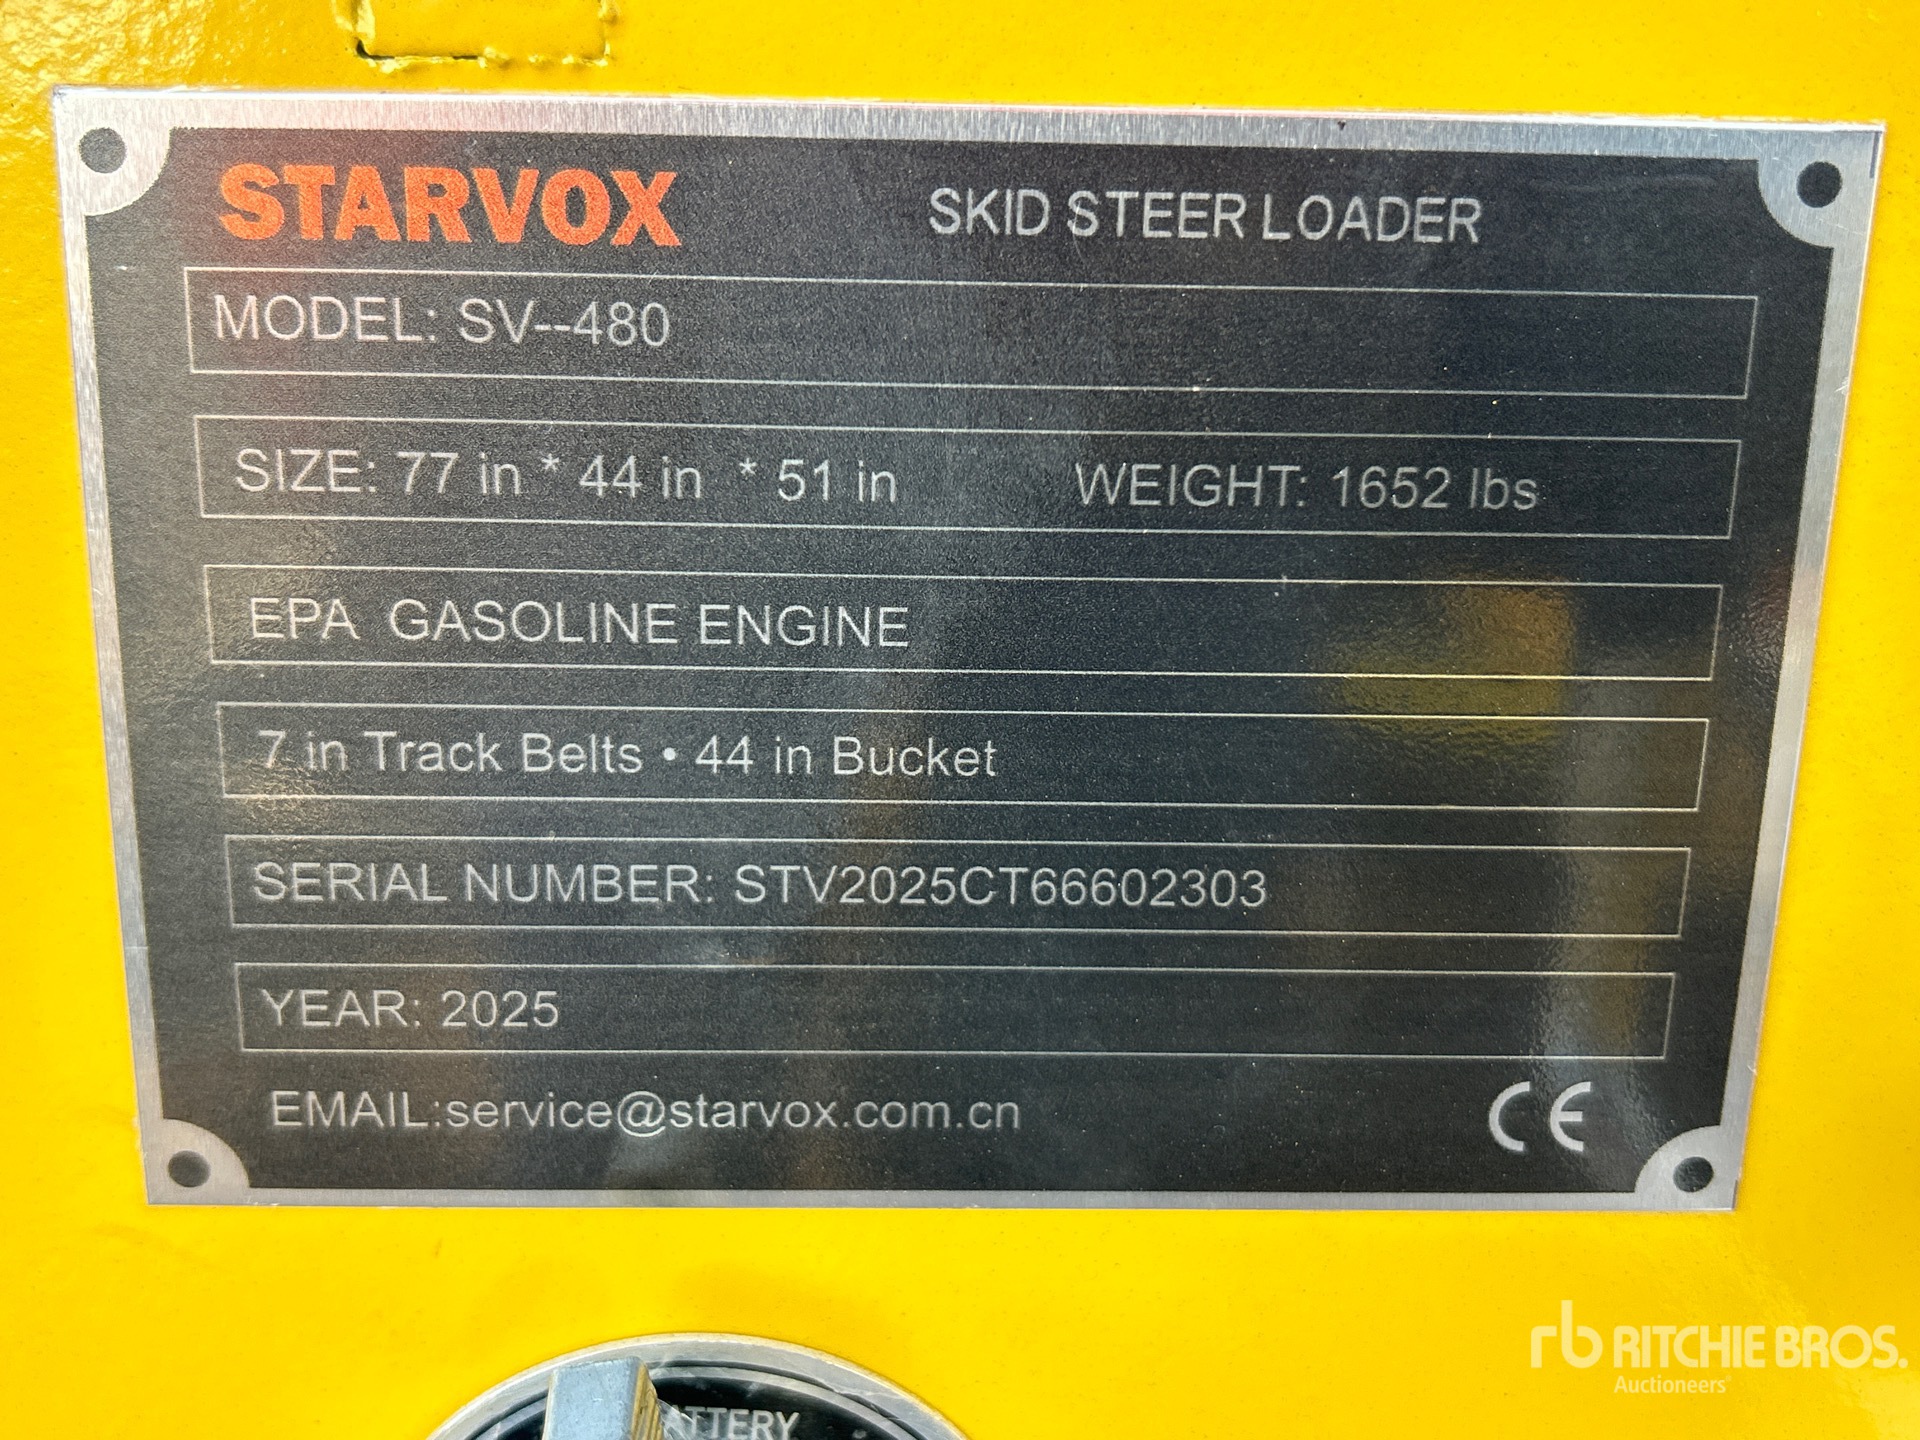 STARVOX SKID STEER LOADER
MODEL: SV--480
SIZE: 77 in * 44 in * 51 in WEIGHT: 1652 lbs
EPA GASOLINE ENGINE
7 in Track Belts • 44 in Bucket
SERIAL NUMBER: STV2025CT66602303
YEAR: 2025
EMAIL:service@starvox.com.cn CE
rb RITCHIE BROS.
Auctioneers